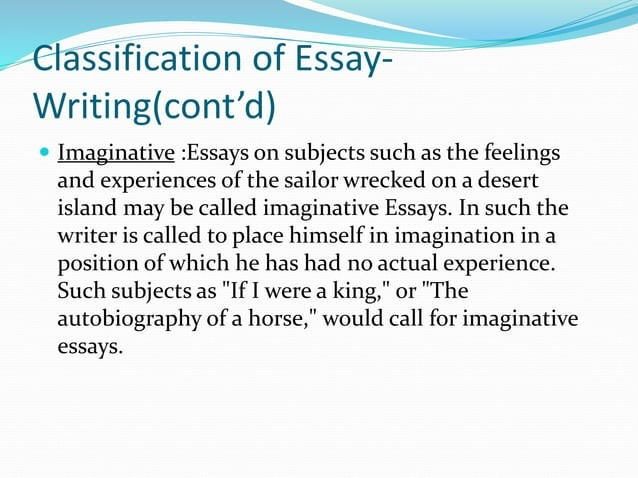 Classification of Essay-
Writing(cont’d)
Imaginative :Essays on subjects such as the feelings
and experiences of the sailor wrecked on a desert
island may be called imaginative Essays. In such the
writer is called to place himself in imagination in a
position of which he has had no actual experience.
Such subjects as "If I were a king," or "The
autobiography of a horse," would call for imaginative
essays.